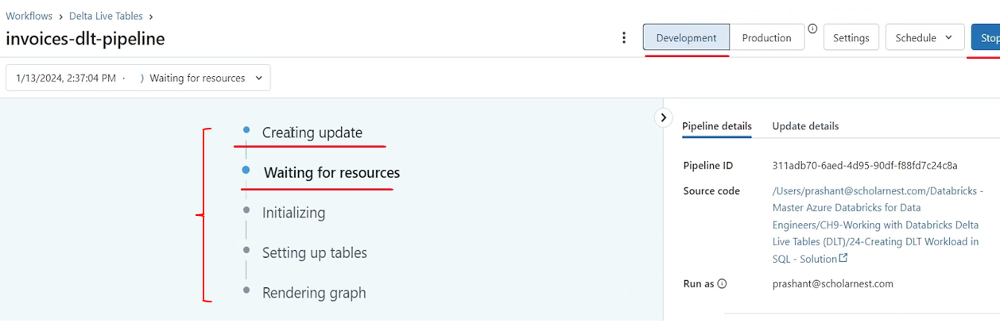 Workflows › Delta Live Tables ›
invoices-dlt-pipeline
Development Production Settings Schedule Stop
1/13/2024, 2:37:04 PM · Waiting for resources
Creating update
Waiting for resources
Initializing
Setting up tables
Rendering graph
Pipeline details Update details
Pipeline ID 311adb70-6aed-4d95-90df-f88fd7c24c8a
Source code /Users/prashant@scholarnest.com/Databricks -
Master Azure Databricks for Data
Engineers/CH9-Working with Databricks Delta
Live Tables (DLT)/24-Creating DLT Workload in
SQL - Solution
Run as prashant@scholarnest.com